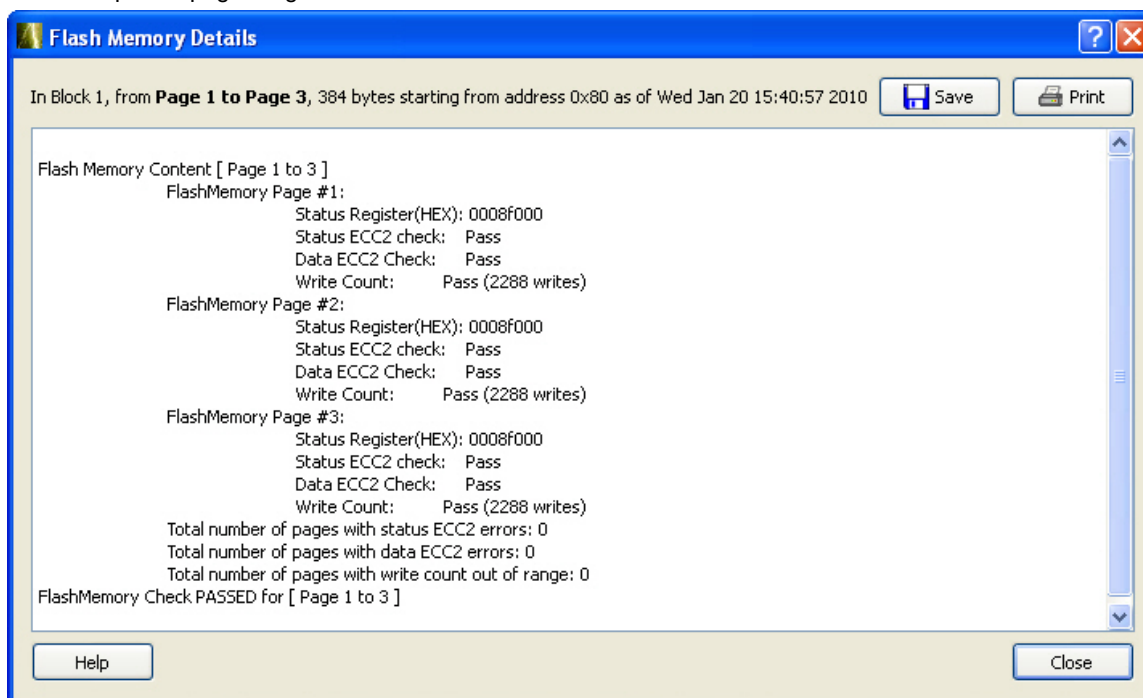 Flash Memory Details
In Block 1, from Page 1 to Page 3, 384 bytes starting from address 0x80 as of Wed Jan 20 15:40:57 2010 Save Print
Flash Memory Content [ Page 1 to 3 ]
FlashMemory Page #1:
Status Register(HEX): 0008f000
Status ECC2 check: Pass
Data ECC2 Check: Pass
Write Count: Pass (2288 writes)
FlashMemory Page #2:
Status Register(HEX): 0008f000
Status ECC2 check: Pass
Data ECC2 Check: Pass
Write Count: Pass (2288 writes)
FlashMemory Page #3:
Status Register(HEX): 0008f000
Status ECC2 check: Pass
Data ECC2 Check: Pass
Write Count: Pass (2288 writes)
Total number of pages with status ECC2 errors: 0
Total number of pages with data ECC2 errors: 0
Total number of pages with write count out of range: 0
FlashMemory Check PASSED for [ Page 1 to 3 ]
Help Close